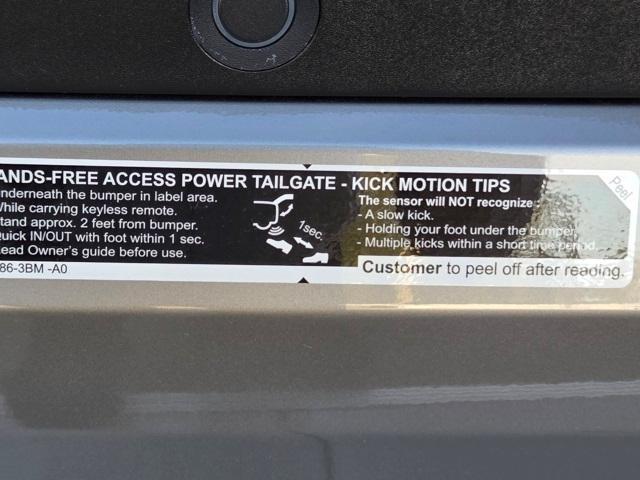 ANDS-FREE ACCESS POWER TAILGATE - KICK MOTION TIPS
underneath the bumper in label area.
While carrying keyless remote.
tand approx. 2 feet from bumper.
Quick IN/OUT with foot within 1 sec.
Read Owner's guide before use.
86-3BM -A0
1sec.
The sensor will NOT recognize:
- A slow kick.
- Holding your foot under the bumper.
- Multiple kicks within a short time period.
Customer to peel off after reading.
Peel